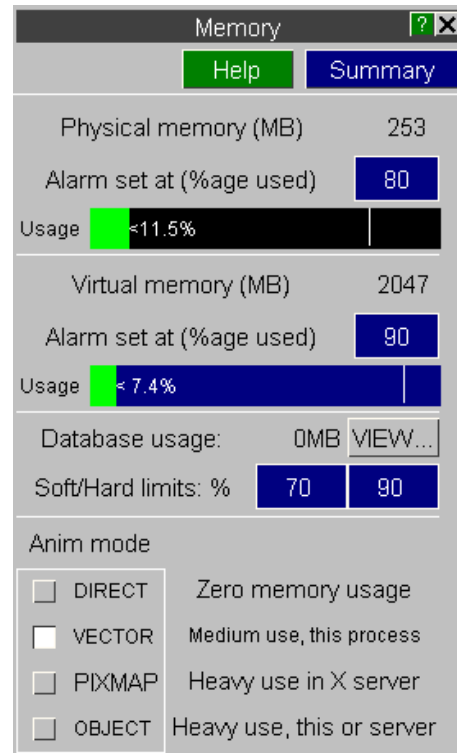 Memory ? X
Help Summary
Physical memory (MB) 253
Alarm set at (%age used) 80
Usage <11.5%
Virtual memory (MB) 2047
Alarm set at (%age used) 90
Usage < 7.4%
Database usage: 0MB VIEW...
Soft/Hard limits: % 70 90
Anim mode
DIRECT Zero memory usage
VECTOR Medium use, this process
PIXMAP Heavy use in X server
OBJECT Heavy use, this or server